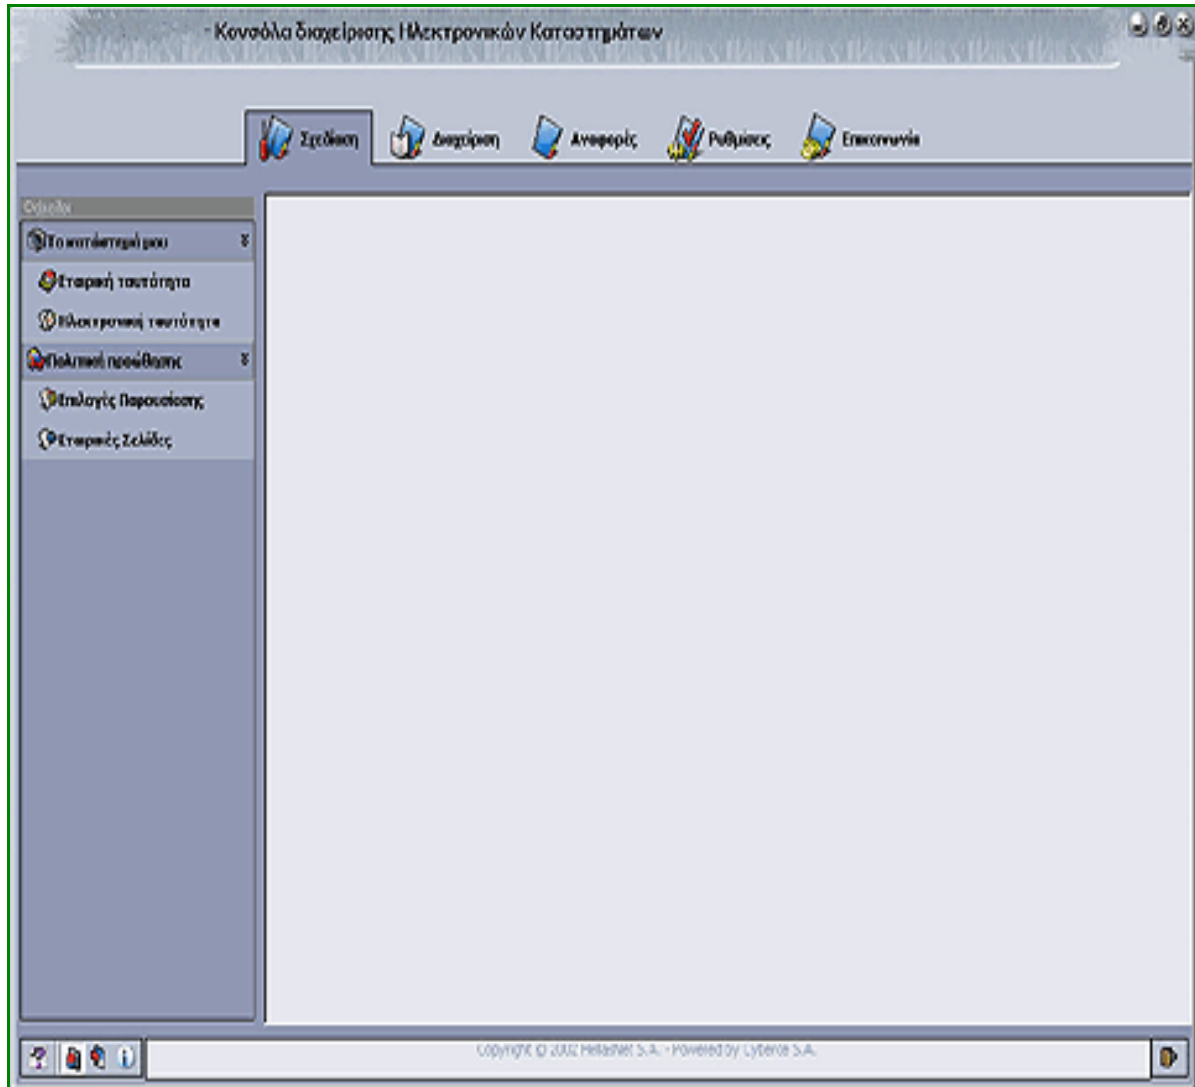 - Κονσόλα διαχείρισης Ηλεκτρονικών Καταστημάτων
Σχεδίαση Διαχείριση Αναφορές Ρυθμίσεις Επικοινωνία
Το κατάστημά μου
Εταιρική ταυτότητα
Ηλεκτρονική ταυτότητα
Πολιτική προώθησης
Επιλογές Παρουσίασης
Εταιρικές Σελίδες
Copyright © 2002 HellasNet S.A. - Powered by Cyberce S.A.